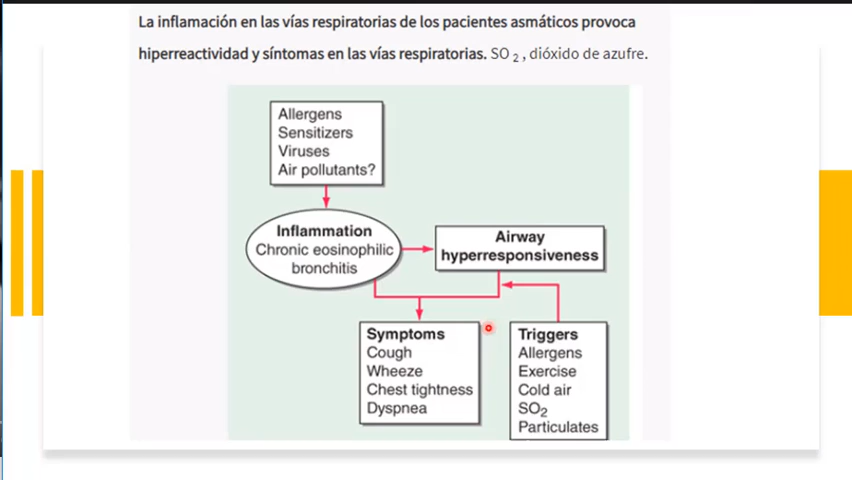 La inflamación en las vías respiratorias de los pacientes asmáticos provoca
hiperreactividad y síntomas en las vías respiratorias. SO 2 , dióxido de azufre.
Allergens
Sensitizers
Viruses
Air pollutants?
Inflammation
Chronic eosinophilic
bronchitis
Airway
hyperresponsiveness
Symptoms
Cough
Wheeze
Chest tightness
Dyspnea
Triggers
Allergens
Exercise
Cold air
SO2
Particulates